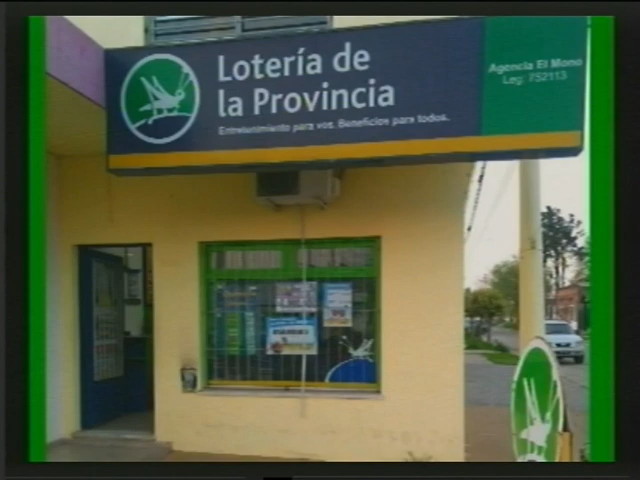 Lotería de
la Provincia
Entretenimiento para vos. Beneficios para todos.
Agencia El Mono
Leg: 752113